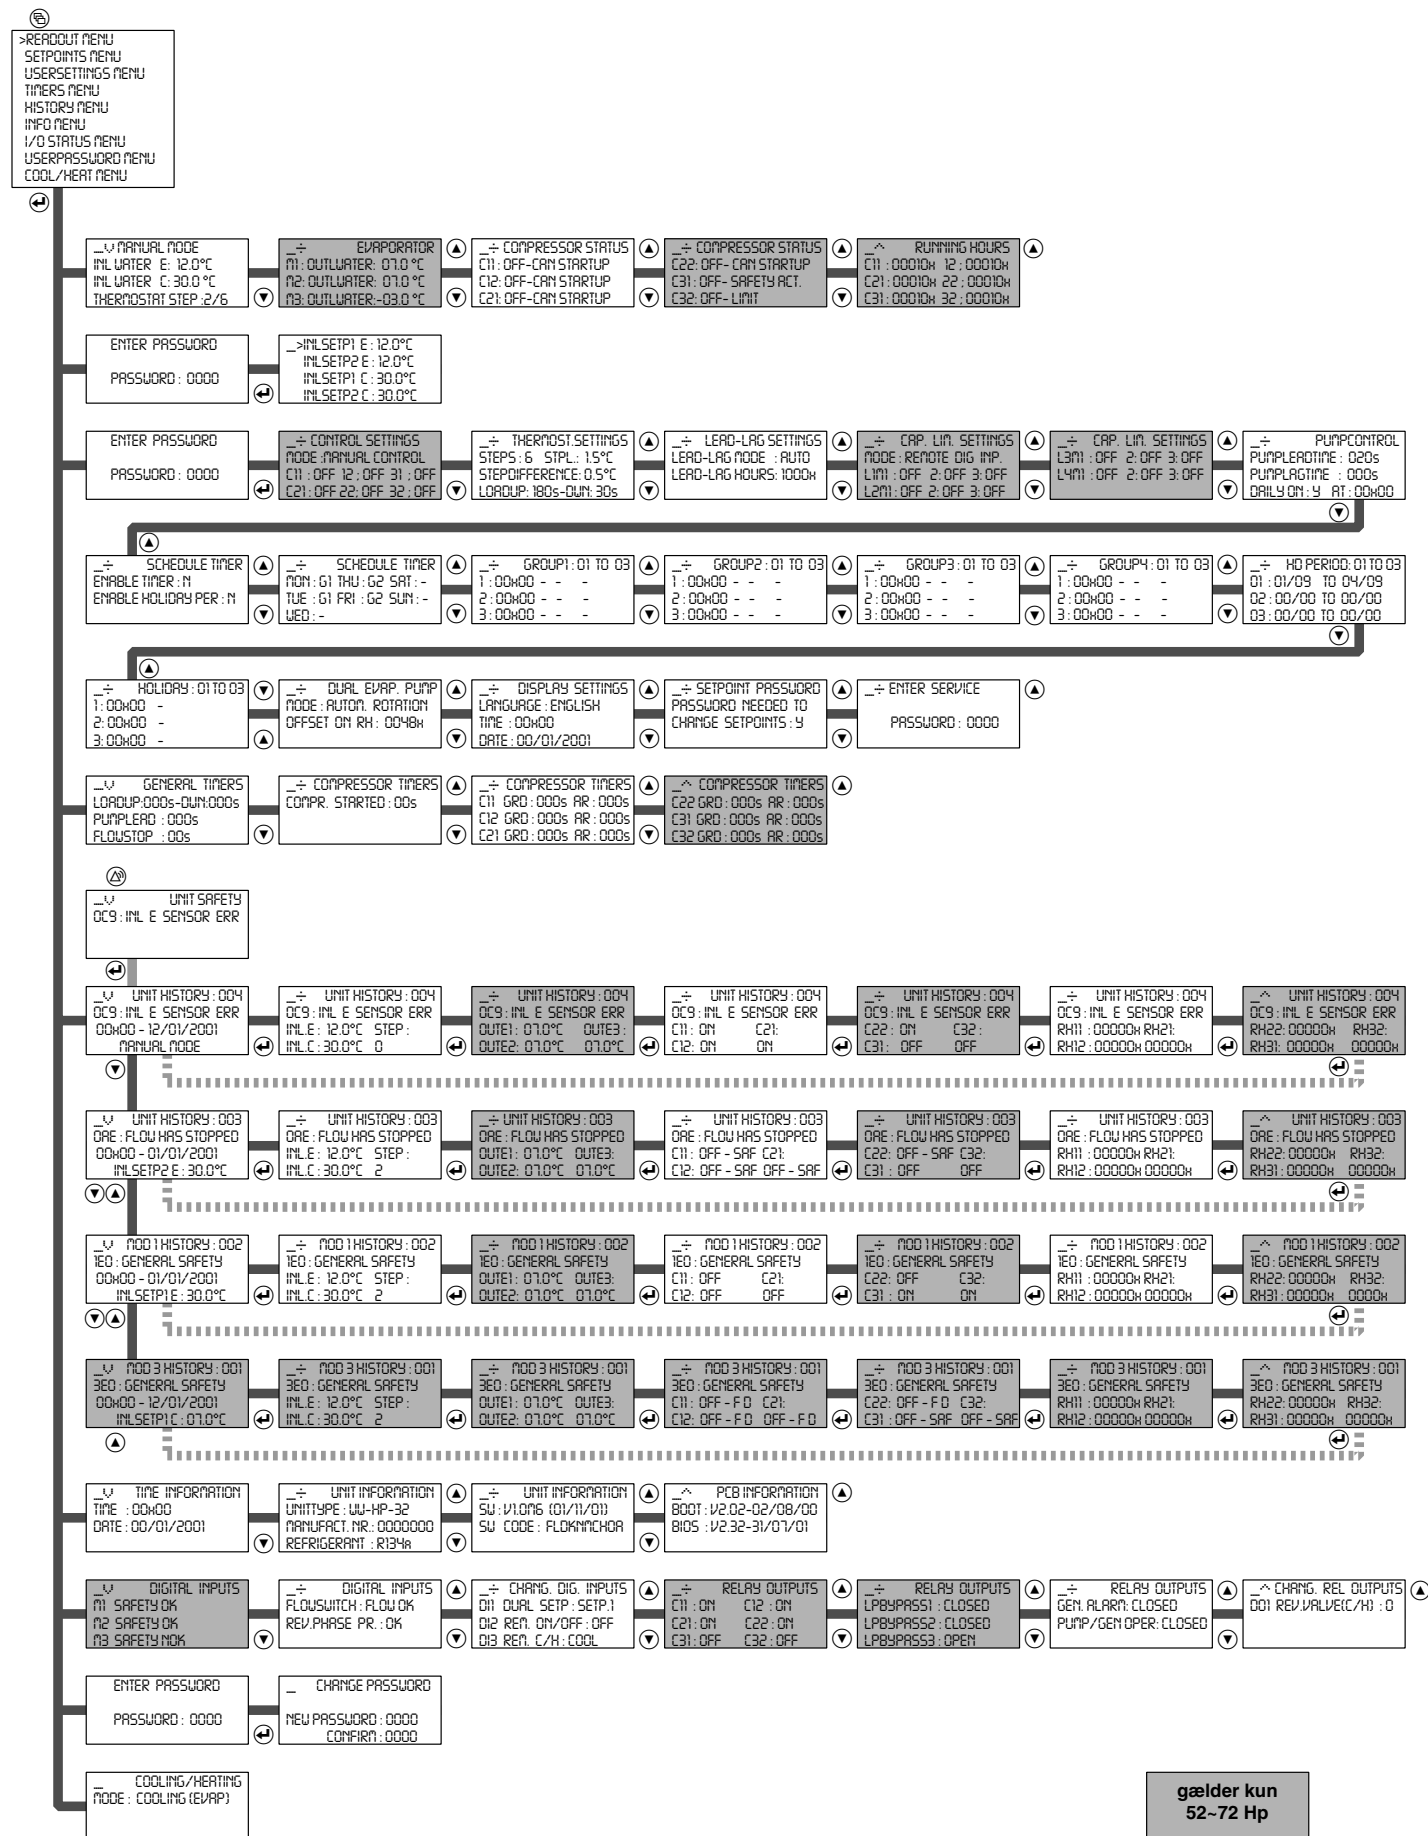 >READOUT MENU
SETPOINTS MENU
USERSETTINGS MENU
TIMERS MENU
HISTORY MENU
INFO MENU
I/O STATUS MENU
USERPASSWORD MENU
COOL/HEAT MENU
_v MANUAL MODE
INL WATER E: 12.0°C
INL WATER C: 30.0 °C
THERMOSTAT STEP :2/6
_÷ EVAPORATOR
M1: OUTLWATER: 07.0 °C
M2: OUTLWATER: 07.0 °C
M3: OUTLWATER:-03.0 °C
_÷ COMPRESSOR STATUS
C11: OFF-CAN STARTUP
C12: OFF-CAN STARTUP
C21: OFF-CAN STARTUP
_÷ COMPRESSOR STATUS
C22: OFF- CAN STARTUP
C31: OFF- SAFETY ACT.
C32: OFF- LIMIT
_^ RUNNING HOURS
C11 : 00010h 12 : 00010h
C21 : 00010h 22 : 00010h
C31 : 00010h 32 : 00010h
ENTER PASSWORD
PASSWORD : 0000
_>INLSETP1 E : 12.0°C
INLSETP2 E : 12.0°C
INLSETP1 C : 30.0°C
INLSETP2 C : 30.0°C
ENTER PASSWORD
PASSWORD : 0000
_÷ CONTROL SETTINGS
MODE :MANUAL CONTROL
C11 : OFF 12 : OFF 31 : OFF
C21 : OFF 22: OFF 32 : OFF
_÷ THERMOST.SETTINGS
STEPS : 6 STPL.: 1.5°C
STEPDIFFERENCE: 0.5°C
LOADUP: 180s-DWN: 30s
_÷ LEAD-LAG SETTINGS
LEAD-LAG MODE : AUTO
LEAD-LAG HOURS: 1000h
_÷ CAP. LIM. SETTINGS
MODE : REMOTE DIG INP.
L1M1 : OFF 2: OFF 3: OFF
L2M1 : OFF 2: OFF 3: OFF
_÷ CAP. LIM. SETTINGS
L3M1 : OFF 2: OFF 3: OFF
L4M1 : OFF 2: OFF 3: OFF
_÷ PUMPCONTROL
PUMPLEADTIME : 020s
PUMPLAGTIME : 000s
DAILY ON : Y AT : 00h00
_÷ SCHEDULE TIMER
ENABLE TIMER : N
ENABLE HOLIDAY PER : N
_÷ SCHEDULE TIMER
MON : G1 THU : G2 SAT : -
TUE : G1 FRI : G2 SUN : -
WED : -
_÷ GROUP1 : 01 TO 03
1 : 00h00 - - -
2 : 00h00 - - -
3 : 00h00 - - -
_÷ GROUP2 : 01 TO 03
1 : 00h00 - - -
2 : 00h00 - - -
3 : 00h00 - - -
_÷ GROUP3 : 01 TO 03
1 : 00h00 - - -
2 : 00h00 - - -
3 : 00h00 - - -
_÷ GROUP4 : 01 TO 03
1 : 00h00 - - -
2 : 00h00 - - -
3 : 00h00 - - -
_÷ HD PERIOD: 01 TO 03
01 : 01/09 TO 04/09
02 : 00/00 TO 00/00
03 : 00/00 TO 00/00
_÷ HOLIDAY : 01 TO 03
1 : 00h00 -
2 : 00h00 -
3 : 00h00 -
_÷ DUAL EVAP. PUMP
MODE : AUTOM. ROTATION
OFFSET ON RH : 0048h
_÷ DISPLAY SETTINGS
LANGUAGE : ENGLISH
TIME : 00h00
DATE : 00/01/2001
_÷ SETPOINT PASSWORD
PASSWORD NEEDED TO
CHANGE SETPOINTS : Y
_÷ ENTER SERVICE
PASSWORD : 0000
_v GENERAL TIMERS
LOADUP:000s-DWN:000s
PUMPLEAD : 000s
FLOWSTOP : 00s
_÷ COMPRESSOR TIMERS
COMPR. STARTED : 00s
_÷ COMPRESSOR TIMERS
C11 GRD : 000s AR : 000s
C12 GRD : 000s AR : 000s
C21 GRD : 000s AR : 000s
_^ COMPRESSOR TIMERS
C22 GRD : 000s AR : 000s
C31 GRD : 000s AR : 000s
C32 GRD : 000s AR : 000s
_v UNIT SAFETY
0C9 : INL E SENSOR ERR
_v UNIT HISTORY : 004
0C9 : INL E SENSOR ERR
00h00 - 12/01/2001
MANUAL MODE
_÷ UNIT HISTORY : 004
0C9 : INL E SENSOR ERR
INL.E : 12.0°C STEP :
INL.C : 30.0°C 0
_÷ UNIT HISTORY : 004
0C9 : INL E SENSOR ERR
OUTE1 : 07.0°C OUTE3 :
OUTE2: 07.0°C 07.0°C
_÷ UNIT HISTORY : 004
0C9 : INL E SENSOR ERR
C11 : ON C21:
C12: ON ON
_÷ UNIT HISTORY : 004
0C9 : INL E SENSOR ERR
C22 : ON C32 :
C31 : OFF OFF
_÷ UNIT HISTORY : 004
0C9 : INL E SENSOR ERR
RH11 : 00000h RH21:
RH12 : 00000h 00000h
_^ UNIT HISTORY : 004
0C9 : INL E SENSOR ERR
RH22: 00000h RH32:
RH31: 00000h 00000h
_v UNIT HISTORY : 003
0AE : FLOW HAS STOPPED
00h00 - 01/01/2001
INLSETP2 E : 30.0°C
_÷ UNIT HISTORY : 003
0AE : FLOW HAS STOPPED
INL.E : 12.0°C STEP :
INL.C : 30.0°C 2
_÷ UNIT HISTORY : 003
0AE : FLOW HAS STOPPED
OUTE1 : 07.0°C OUTE3:
OUTE2: 07.0°C 07.0°C
_÷ UNIT HISTORY : 003
0AE : FLOW HAS STOPPED
C11 : OFF - SAF C21:
C12: OFF - SAF OFF - SAF
_÷ UNIT HISTORY : 003
0AE : FLOW HAS STOPPED
C22: OFF - SAF C32:
C31 : OFF OFF
_÷ UNIT HISTORY : 003
0AE : FLOW HAS STOPPED
RH11 : 00000h RH21:
RH12 : 00000h 00000h
_^ UNIT HISTORY : 003
0AE : FLOW HAS STOPPED
RH22: 00000h RH32:
RH31 : 00000h 00000h
_v MOD 1 HISTORY : 002
1E0 : GENERAL SAFETY
00h00 - 01/01/2001
INLSETP1 E : 30.0°C
_÷ MOD 1 HISTORY : 002
1E0 : GENERAL SAFETY
INL.E : 12.0°C STEP :
INL.C : 30.0°C 2
_÷ MOD 1 HISTORY : 002
1E0 : GENERAL SAFETY
OUTE1 : 07.0°C OUTE3:
OUTE2: 07.0°C 07.0°C
_÷ MOD 1 HISTORY : 002
1E0 : GENERAL SAFETY
C11 : OFF C21:
C12: OFF OFF
_÷ MOD 1 HISTORY : 002
1E0 : GENERAL SAFETY
C22: OFF C32:
C31 : ON ON
_÷ MOD 1 HISTORY : 002
1E0 : GENERAL SAFETY
RH11 : 00000h RH21:
RH12 : 00000h 00000h
_^ MOD 1 HISTORY : 002
1E0 : GENERAL SAFETY
RH22: 00000h RH32:
RH31 : 00000h 0000h
_v MOD 3 HISTORY : 001
3E0 : GENERAL SAFETY
00h00 - 12/01/2001
INLSETP1 C : 07.0°C
_÷ MOD 3 HISTORY : 001
3E0 : GENERAL SAFETY
INL.E : 12.0°C STEP :
INL.C : 30.0°C 2
_÷ MOD 3 HISTORY : 001
3E0 : GENERAL SAFETY
OUTE1 : 07.0°C OUTE3:
OUTE2: 07.0°C 07.0°C
_÷ MOD 3 HISTORY : 001
3E0 : GENERAL SAFETY
C11 : OFF - F D C21:
C12: OFF - F D OFF - F D
_÷ MOD 3 HISTORY : 001
3E0 : GENERAL SAFETY
C22: OFF - F D C32:
C31 : OFF - SAF OFF - SAF
_÷ MOD 3 HISTORY : 001
3E0 : GENERAL SAFETY
RH11 : 00000h RH21:
RH12 : 00000h 00000h
_^ MOD 3 HISTORY : 001
3E0 : GENERAL SAFETY
RH22: 00000h RH32:
RH31 : 00000h 00000h
_v TIME INFORMATION
TIME : 00h00
DATE : 00/01/2001
_÷ UNIT INFORMATION
UNITTYPE : WW-HP-32
MANUFACT. NR.: 0000000
REFRIGERANT : R134a
_÷ UNIT INFORMATION
SW : V1.0M6 (01/11/01)
SW CODE : FLDKNMCHOA
_^ PCB INFORMATION
BOOT : V2.02-02/08/00
BIOS : V2.32-31/07/01
_v DIGITAL INPUTS
M1 SAFETY OK
M2 SAFETY OK
M3 SAFETY NOK
_÷ DIGITAL INPUTS
FLOWSWITCH : FLOW OK
REV.PHASE PR. : OK
_÷ CHANG. DIG. INPUTS
DI1 DUAL SETP : SETP.1
DI2 REM. ON/OFF : OFF
DI3 REM. C/H : COOL
_÷ RELAY OUTPUTS
C11 : ON C12 : ON
C21 : ON C22 : ON
C31 : OFF C32 : OFF
_÷ RELAY OUTPUTS
LPBYPASS1 : CLOSED
LPBYPASS2 : CLOSED
LPBYPASS3 : OPEN
_÷ RELAY OUTPUTS
GEN. ALARM: CLOSED
PUMP/GEN OPER: CLOSED
_^ CHANG. REL OUTPUTS
DO1 REV.VALVE(C/H) : 0
ENTER PASSWORD
PASSWORD : 0000
_ CHANGE PASSWORD
NEW PASSWORD : 0000
CONFIRM : 0000
_ COOLING/HEATING
MODE : COOLING (EVAP)
gælder kun
52~72 Hp